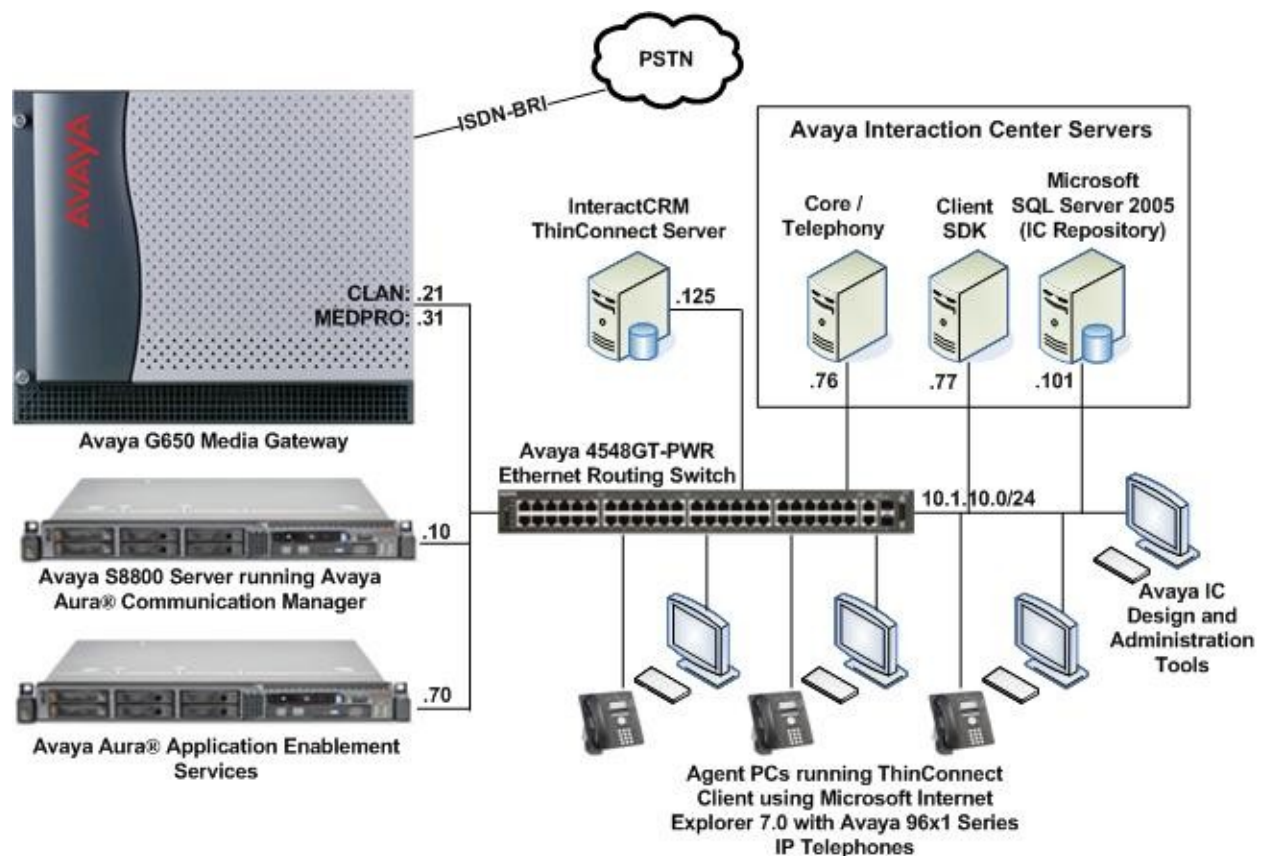 PSTN
ISDN-BRI
AVAYA
CLAN: .21
MEDPRO: .31
Avaya G650 Media Gateway
InteractCRM
ThinConnect Server
.125
Avaya Interaction Center Servers
Core /
Telephony
.76
Client
SDK
.77
Microsoft
SQL Server 2005
(IC Repository)
.101
Avaya 4548GT-PWR
Ethernet Routing Switch
10.1.10.0/24
.10
Avaya S8800 Server running Avaya
Aura® Communication Manager
.70
Avaya Aura® Application Enablement
Services
Avaya IC
Design and
Administration
Tools
Agent PCs running ThinConnect
Client using Microsoft Internet
Explorer 7.0 with Avaya 96x1 Series
IP Telephones